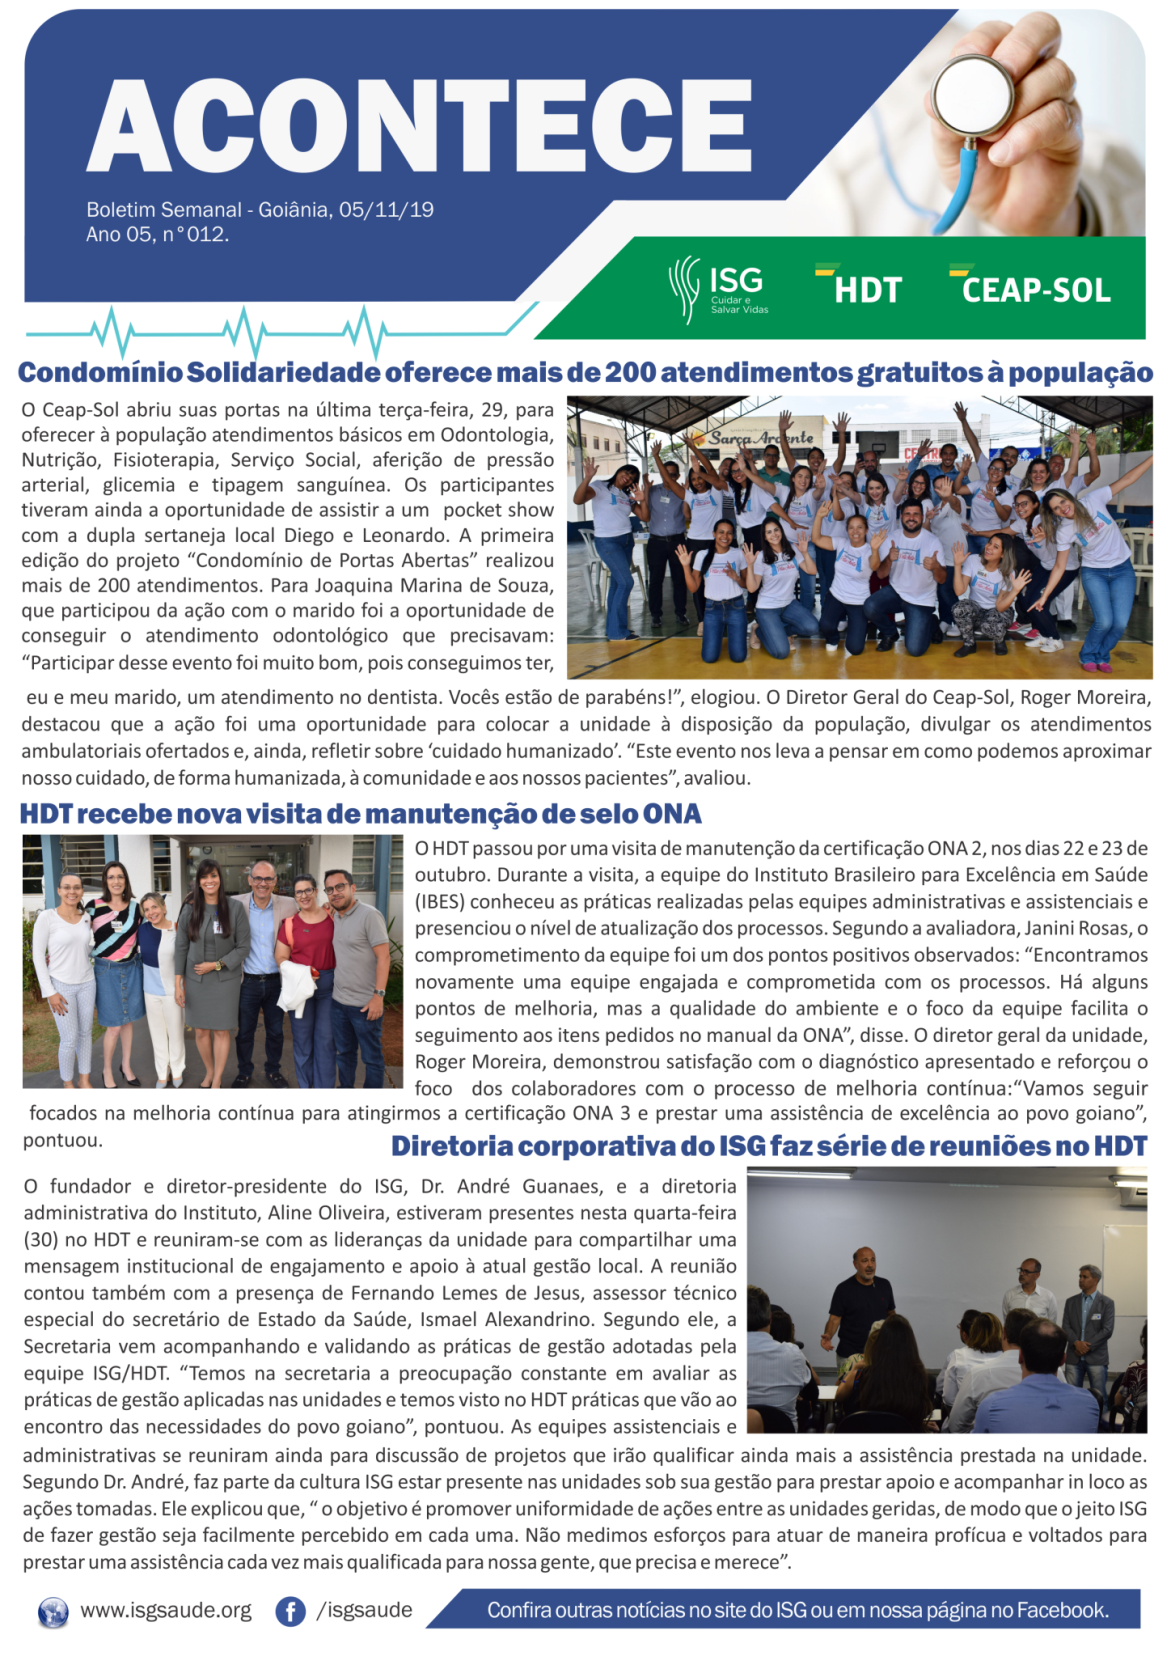 ACONTECE
Boletim Semanal - Goiânia, 05/11/19
Ano 05, n°012.
ISG
Cuidar e
Salvar Vidas
HDT
CEAP-SOL
Condomínio Solidariedade oferece mais de 200 atendimentos gratuitos à população
O Ceap-Sol abriu suas portas na última terça-feira, 29, para
oferecer à população atendimentos básicos em Odontologia,
Nutrição, Fisioterapia, Serviço Social, aferição de pressão
arterial, glicemia e tipagem sanguínea. Os participantes
tiveram ainda a oportunidade de assistir a um pocket show
com a dupla sertaneja local Diego e Leonardo. A primeira
edição do projeto “Condomínio de Portas Abertas” realizou
mais de 200 atendimentos. Para Joaquina Marina de Souza,
que participou da ação com o marido foi a oportunidade de
conseguir o atendimento odontológico que precisavam:
“Participar desse evento foi muito bom, pois conseguimos ter,
Sarça Ardente
eu e meu marido, um atendimento no dentista. Vocês estão de parabéns!”, elogiou. O Diretor Geral do Ceap-Sol, Roger Moreira,
destacou que a ação foi uma oportunidade para colocar a unidade à disposição da população, divulgar os atendimentos
ambulatoriais ofertados e, ainda, refletir sobre ‘cuidado humanizado’. “Este evento nos leva a pensar em como podemos aproximar
nosso cuidado, de forma humanizada, à comunidade e aos nossos pacientes”, avaliou.
HDT recebe nova visita de manutenção de selo ONA
O HDT passou por uma visita de manutenção da certificação ONA 2, nos dias 22 e 23 de
outubro. Durante a visita, a equipe do Instituto Brasileiro para Excelência em Saúde
(IBES) conheceu as práticas realizadas pelas equipes administrativas e assistenciais e
presenciou o nível de atualização dos processos. Segundo a avaliadora, Janini Rosas, o
comprometimento da equipe foi um dos pontos positivos observados: “Encontramos
novamente uma equipe engajada e comprometida com os processos. Há alguns
pontos de melhoria, mas a qualidade do ambiente e o foco da equipe facilita o
seguimento aos itens pedidos no manual da ONA”, disse. O diretor geral da unidade,
Roger Moreira, demonstrou satisfação com o diagnóstico apresentado e reforçou o
foco dos colaboradores com o processo de melhoria contínua:“Vamos seguir
focados na melhoria contínua para atingirmos a certificação ONA 3 e prestar uma assistência de excelência ao povo goiano”,
pontuou.
Diretoria corporativa do ISG faz série de reuniões no HDT
O fundador e diretor-presidente do ISG, Dr. André Guanaes, e a diretoria
administrativa do Instituto, Aline Oliveira, estiveram presentes nesta quarta-feira
(30) no HDT e reuniram-se com as lideranças da unidade para compartilhar uma
mensagem institucional de engajamento e apoio à atual gestão local. A reunião
contou também com a presença de Fernando Lemes de Jesus, assessor técnico
especial do secretário de Estado da Saúde, Ismael Alexandrino. Segundo ele, a
Secretaria vem acompanhando e validando as práticas de gestão adotadas pela
equipe ISG/HDT. “Temos na secretaria a preocupação constante em avaliar as
práticas de gestão aplicadas nas unidades e temos visto no HDT práticas que vão ao
encontro das necessidades do povo goiano”, pontuou. As equipes assistenciais e
administrativas se reuniram ainda para discussão de projetos que irão qualificar ainda mais a assistência prestada na unidade.
Segundo Dr. André, faz parte da cultura ISG estar presente nas unidades sob sua gestão para prestar apoio e acompanhar in loco as
ações tomadas. Ele explicou que, “ o objetivo é promover uniformidade de ações entre as unidades geridas, de modo que o jeito ISG
de fazer gestão seja facilmente percebido em cada uma. Não medimos esforços para atuar de maneira profícua e voltados para
prestar uma assistência cada vez mais qualificada para nossa gente, que precisa e merece”.
www.isgsaude.org
/isgsaude
Confira outras notícias no site do ISG ou em nossa página no Facebook.